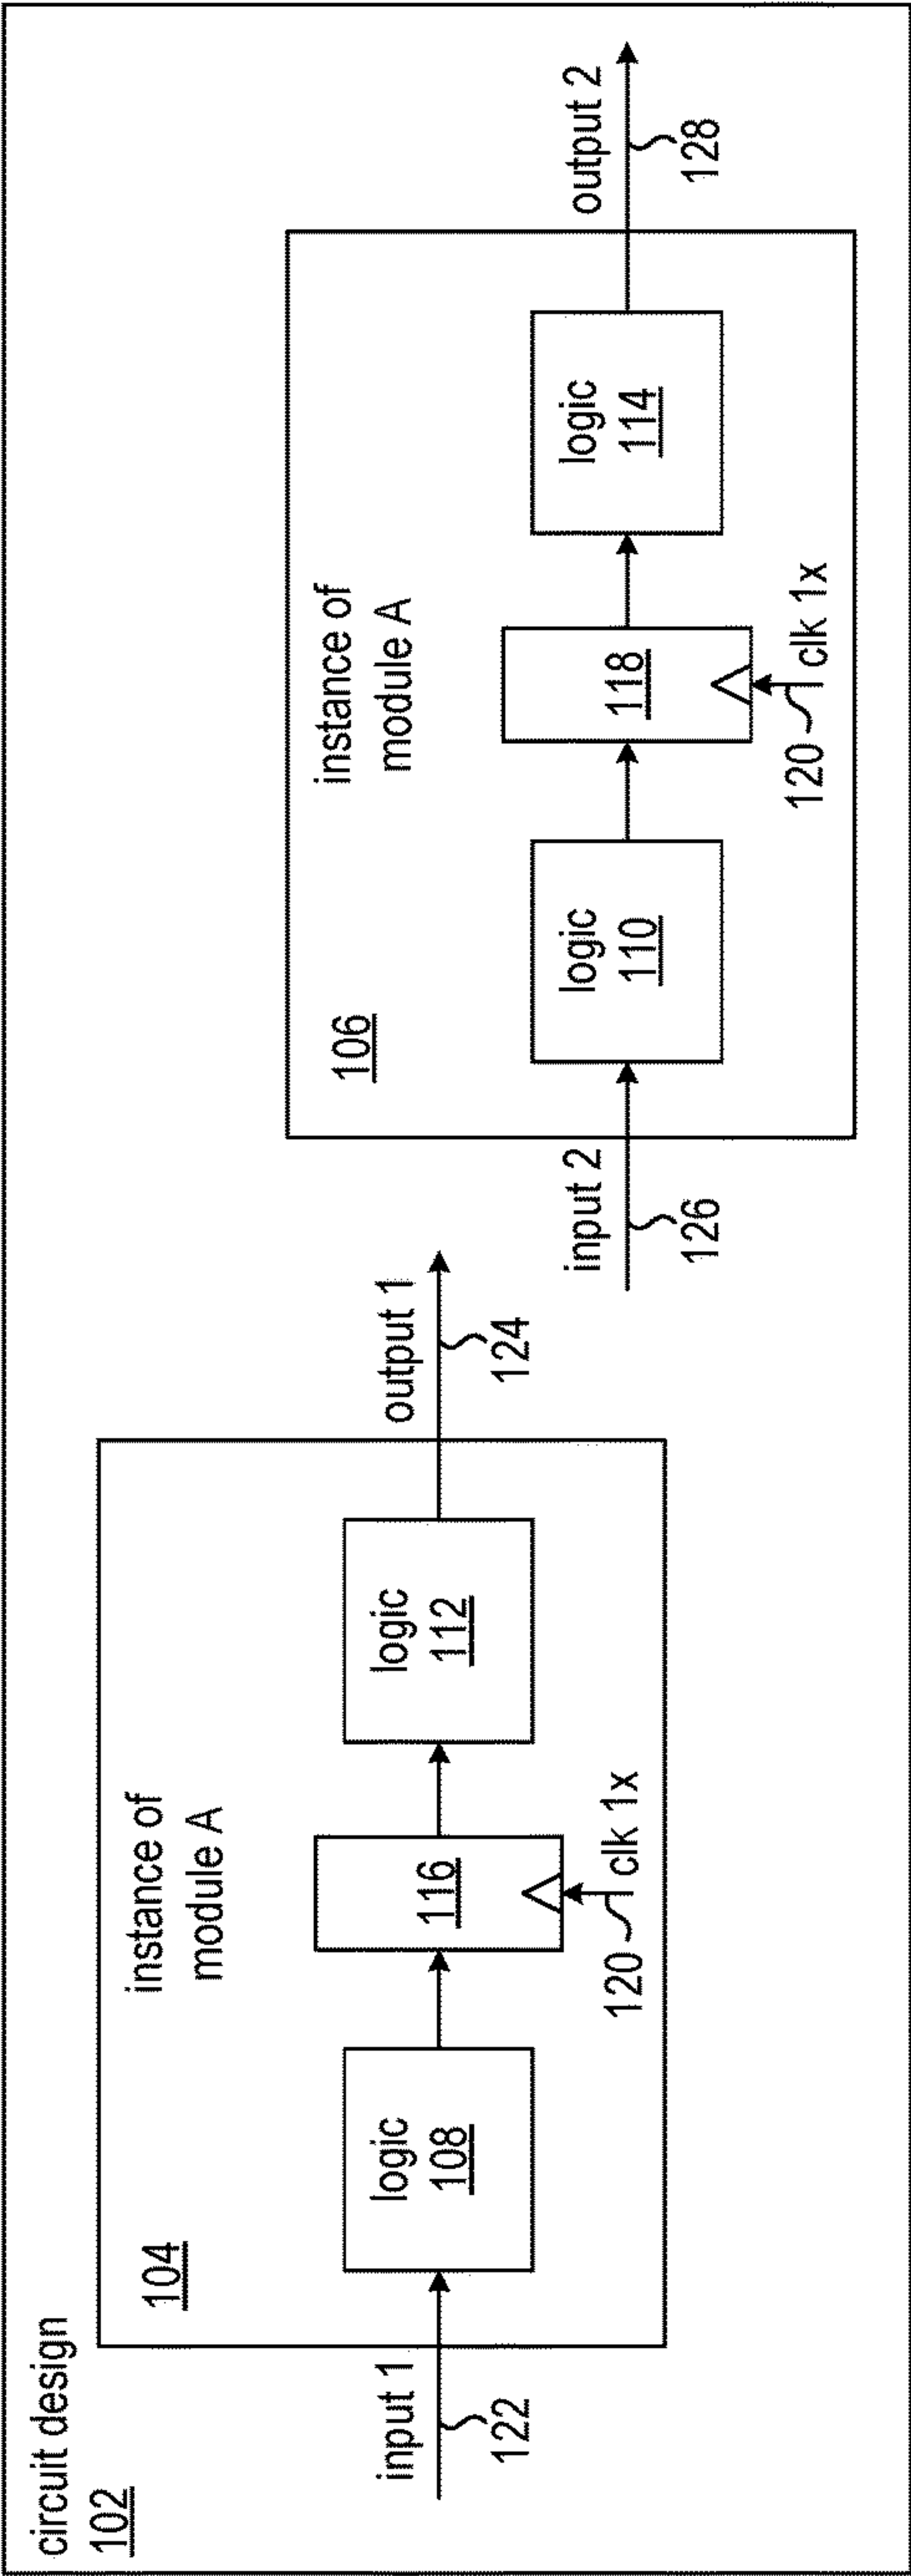 circuit design
102
104
instance of
module A
input 1
122
logic
108
116
120
clk 1x
logic
112
output 1
124
106
instance of
module A
input 2
126
logic
110
118
120
clk 1x
logic
114
output 2
128